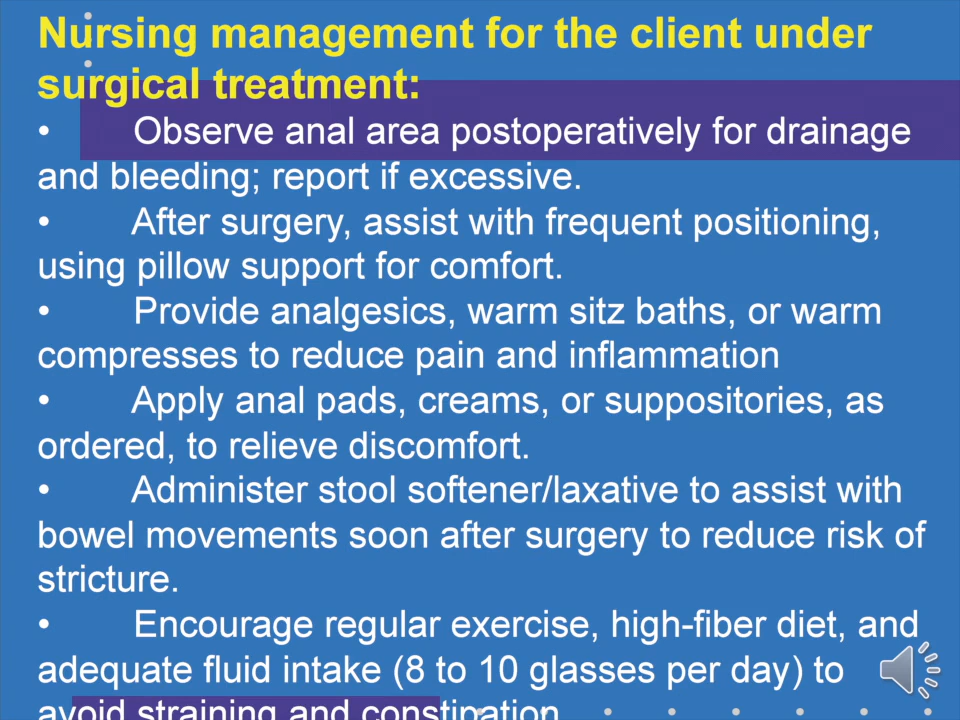 Nursing management for the client under
surgical treatment:
• Observe anal area postoperatively for drainage
and bleeding; report if excessive.
• After surgery, assist with frequent positioning,
using pillow support for comfort.
• Provide analgesics, warm sitz baths, or warm
compresses to reduce pain and inflammation
• Apply anal pads, creams, or suppositories, as
ordered, to relieve discomfort.
• Administer stool softener/laxative to assist with
bowel movements soon after surgery to reduce risk of
stricture.
• Encourage regular exercise, high-fiber diet, and
adequate fluid intake (8 to 10 glasses per day) to
avoid straining and constipation